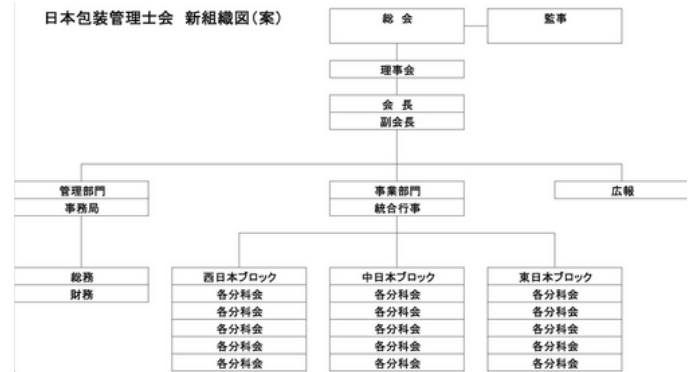 日本包装管理士会 新組織図(案)
総 会
監事
理事会
会 長
副会長
管理部門
事務局
事業部門
統合行事
広報
総務
財務
西日本ブロック
各分科会
各分科会
各分科会
各分科会
各分科会
中日本ブロック
各分科会
各分科会
各分科会
各分科会
各分科会
東日本ブロック
各分科会
各分科会
各分科会
各分科会
各分科会